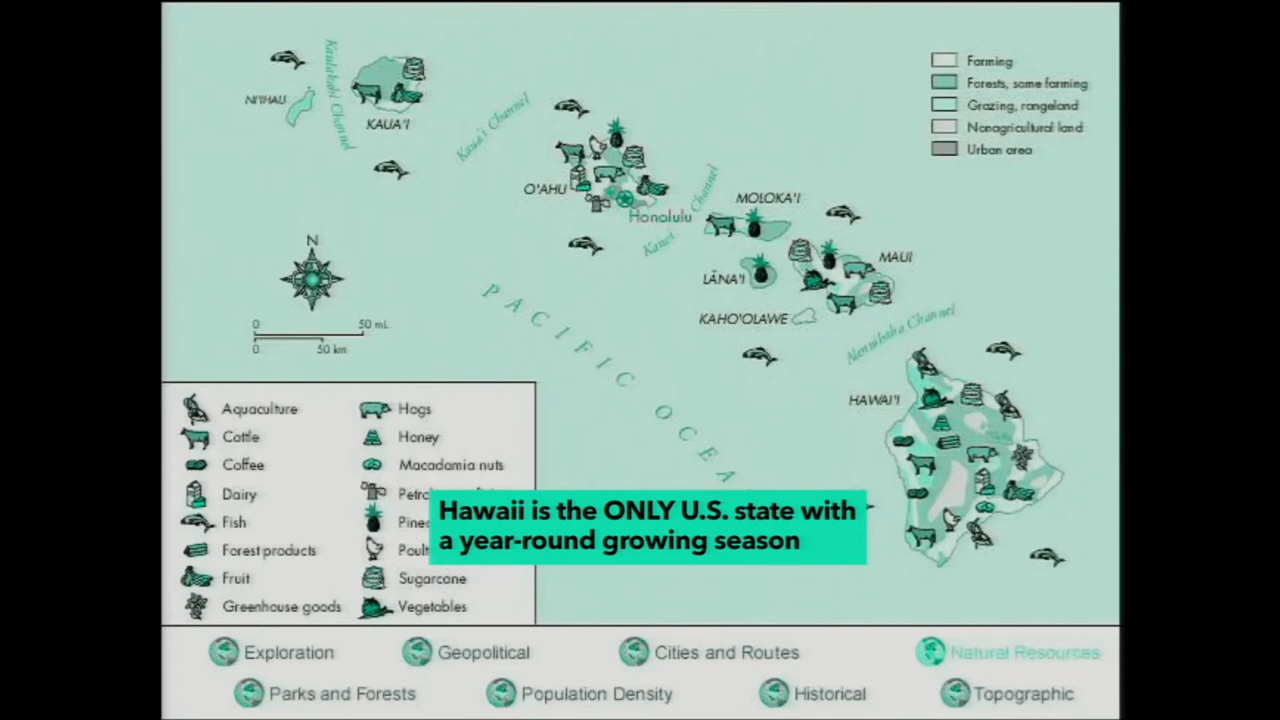 Farming
Forests, some farming
Grazing, rangeland
Nonagricultural land
Urban area
NI'IHAU
Kaulakahi Channel
KAUA'I
Kaua'i Channel
O'AHU
Honolulu
Kaiwi Channel
MOLOKA'I
LĀNA'I
MAUI
KAHO'OLAWE
Alenuihaha Channel
HAWAI'I
N
0 50 mi.
0 50 km
PACIFIC OCEA
Aquaculture
Cattle
Coffee
Dairy
Fish
Forest products
Fruit
Greenhouse goods
Hogs
Honey
Macadamia nuts
Poult
Sugarcane
Vegetables
Hawaii is the ONLY U.S. state with
a year-round growing season
Exploration Geopolitical Cities and Routes Natural Resources
Parks and Forests Population Density Historical Topographic